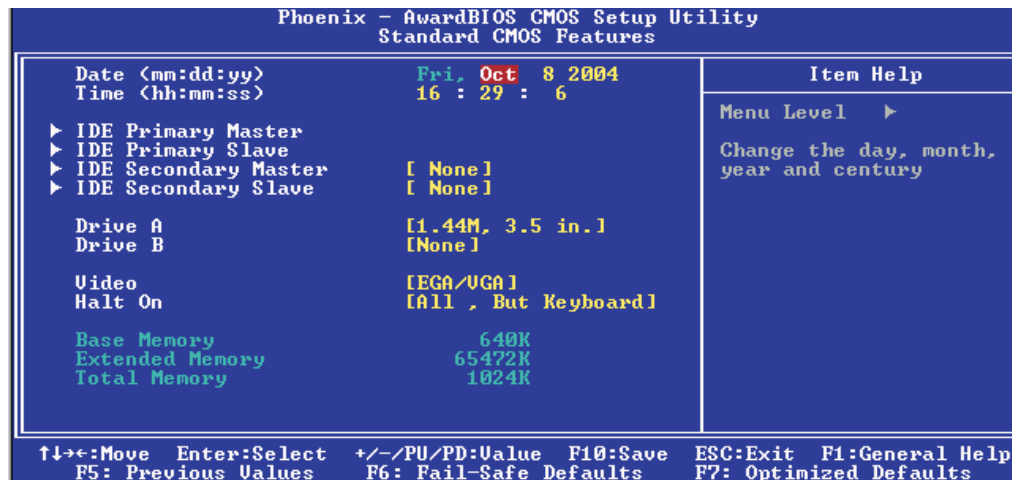 Phoenix - AwardBIOS CMOS Setup Utility
Standard CMOS Features
Date (mm:dd:yy) Fri, Oct 8 2004
Time (hh:mm:ss) 16 : 29 : 6
IDE Primary Master
IDE Primary Slave
IDE Secondary Master [ None]
IDE Secondary Slave [ None]
Drive A [1.44M, 3.5 in.]
Drive B [None]
Video [EGA/VGA]
Halt On [All , But Keyboard]
Base Memory 640K
Extended Memory 65472K
Total Memory 1024K
Item Help
Menu Level ▶
Change the day, month,
year and century
↑↓→←:Move Enter:Select +/-/PU/PD:Value F10:Save ESC:Exit F1:General Help
F5: Previous Values F6: Fail-Safe Defaults F7: Optimized Defaults